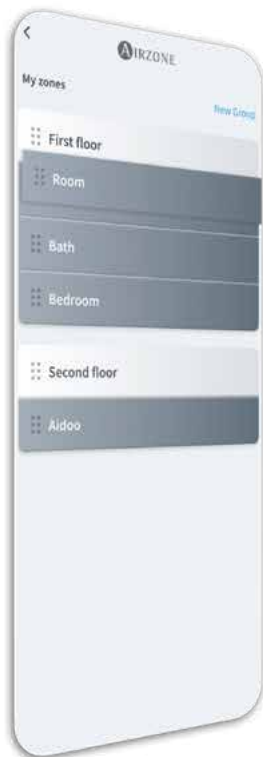 AIRZONE
My zones
New Group
First floor
Room
Bath
Bedroom
Second floor
Aidoo